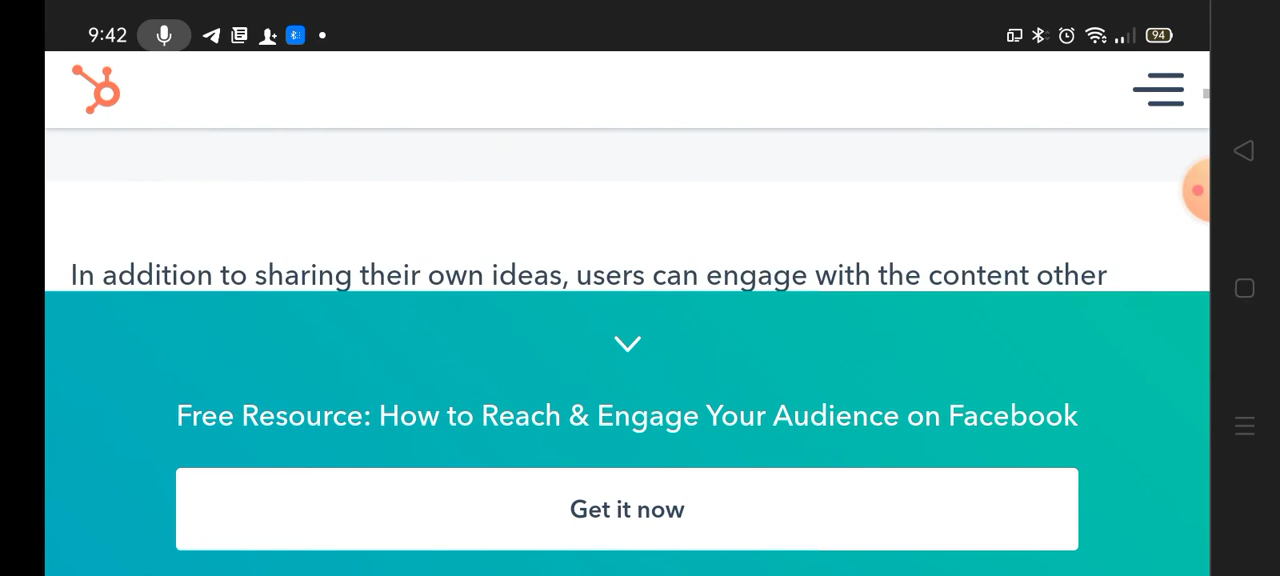 9:42
94
In addition to sharing their own ideas, users can engage with the content other
Free Resource: How to Reach & Engage Your Audience on Facebook
Get it now